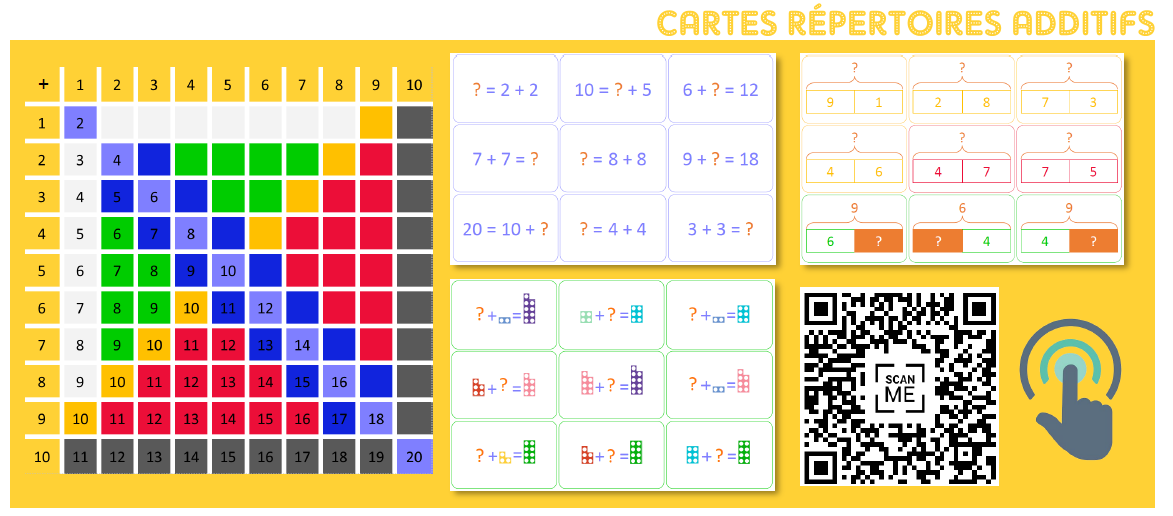 CARTES RÉPERTOIRES ADDITIFS
+ 1 2 3 4 5 6 7 8 9 10
1 2
2 3 4
3 4 5 6
4 5 6 7 8
5 6 7 8 9 10
6 7 8 9 10 11 12
7 8 9 10 11 12 13 14
8 9 10 11 12 13 14 15 16
9 10 11 12 13 14 15 16 17 18
10 11 12 13 14 15 16 17 18 19 20
? = 2 + 2 10 = ? + 5 6 + ? = 12
7 + 7 = ? ? = 8 + 8 9 + ? = 18
20 = 10 + ? ? = 4 + 4 3 + 3 = ?
? + = + ? = ? + =
+ ? = + ? = ? + =
? + = + ? = + ? =
? ? ?
9 1 2 8 7 3
? ? ?
4 6 4 7 7 5
9 6 9
6 ? ? 4 4 ?
SCAN
ME